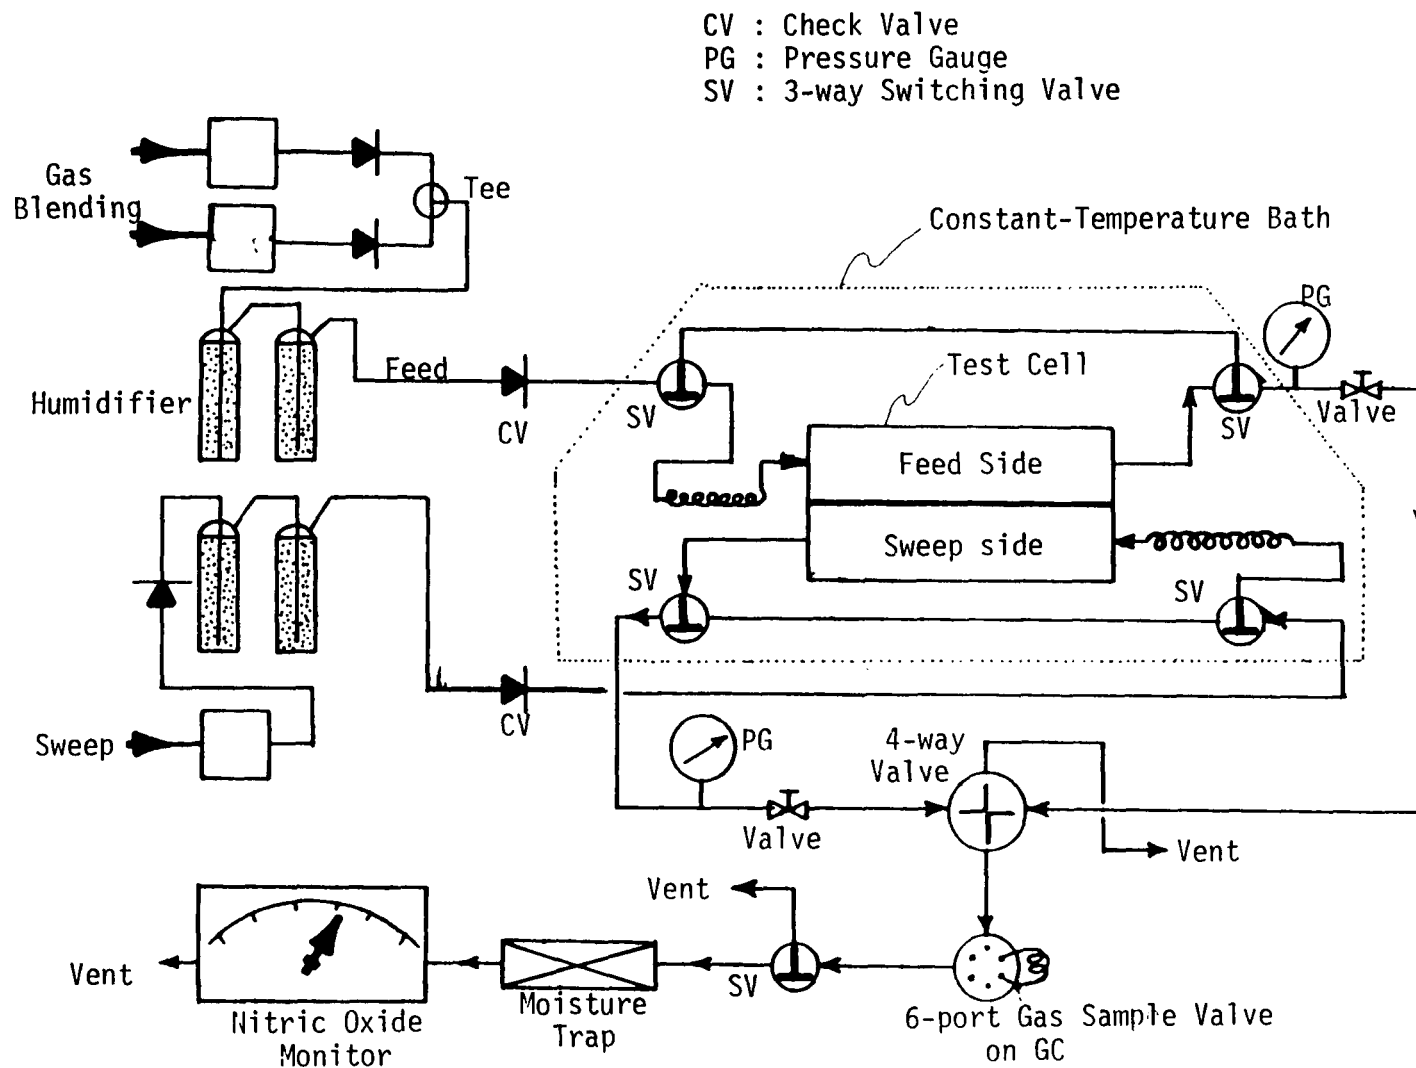 CV : Check Valve
PG : Pressure Gauge
SV : 3-way Switching Valve
Gas
Blending
Tee
Constant-Temperature Bath
PG
Test Cell
Feed
Humidifier
CV
SV
SV
Valve
Feed Side
Sweep side
SV
SV
CV
Sweep
PG
4-way
Valve
Valve
Vent
Vent
Vent
SV
Moisture
Trap
Nitric Oxide
Monitor
6-port Gas Sample Valve
on GC